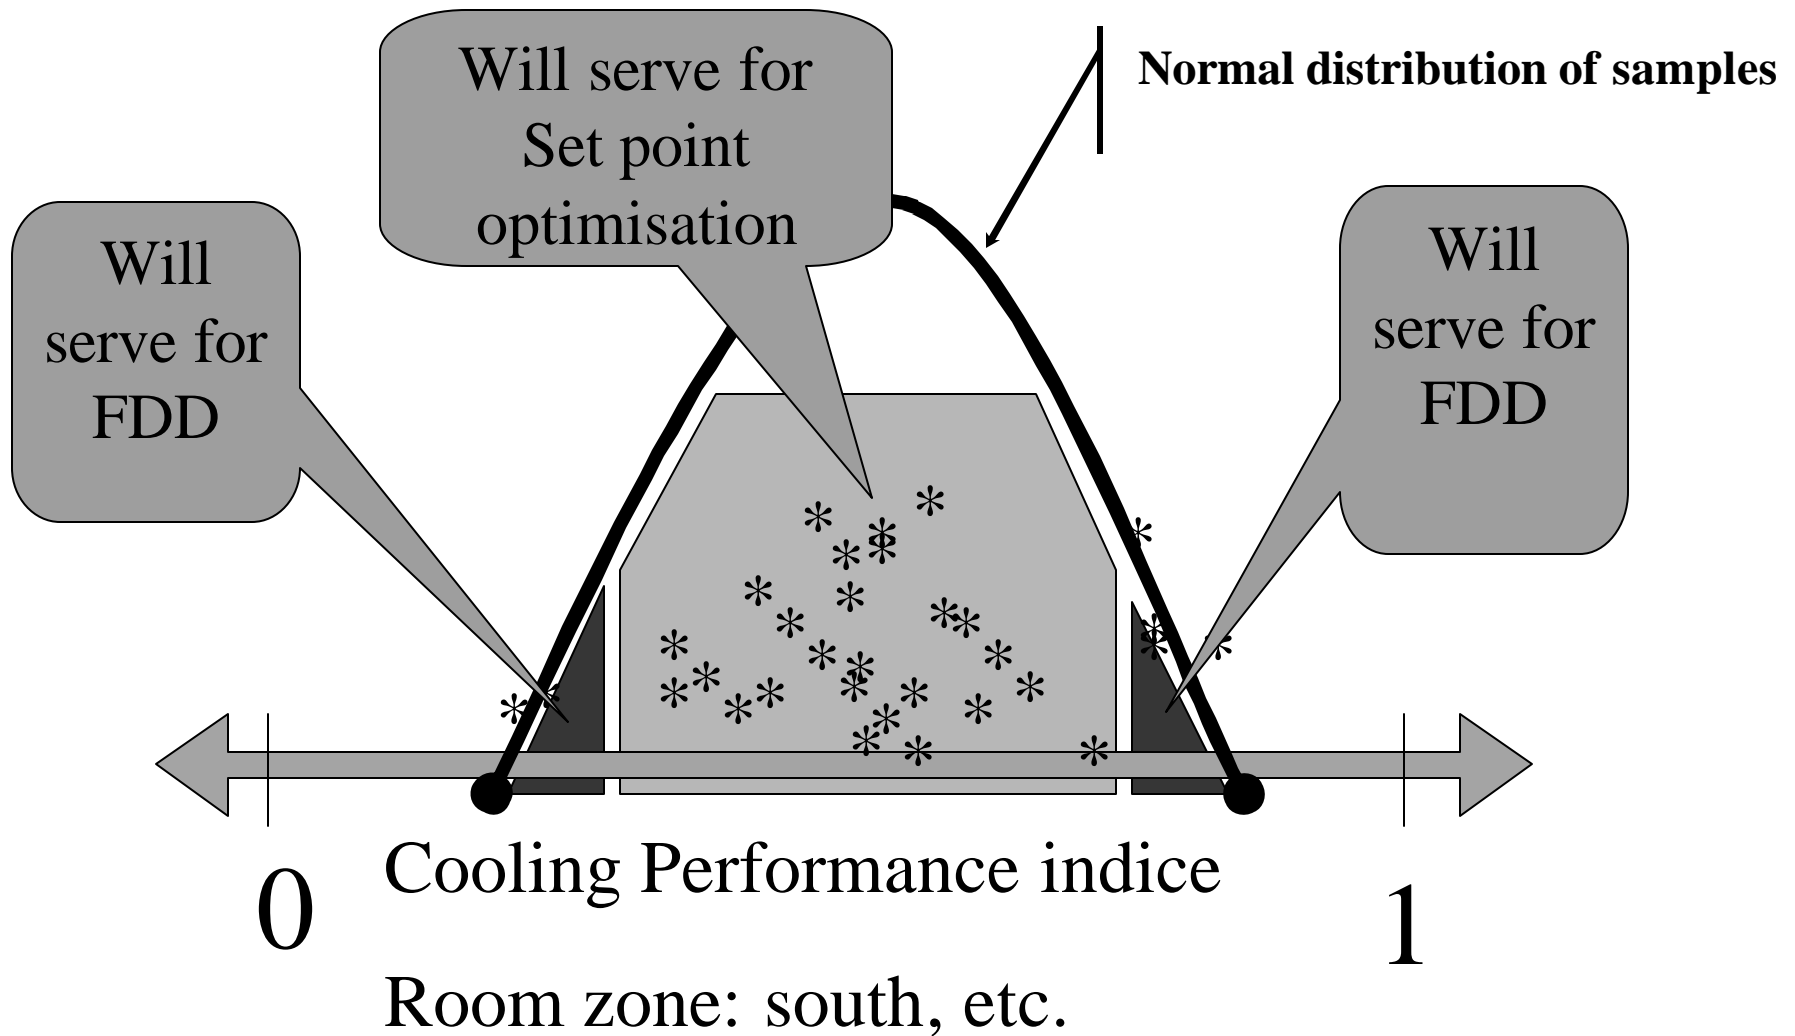 Will serve for
Set point
optimisation
Normal distribution of samples
Will
serve for
FDD
Will
serve for
FDD
0
Cooling Performance indice
1
Room zone: south, etc.